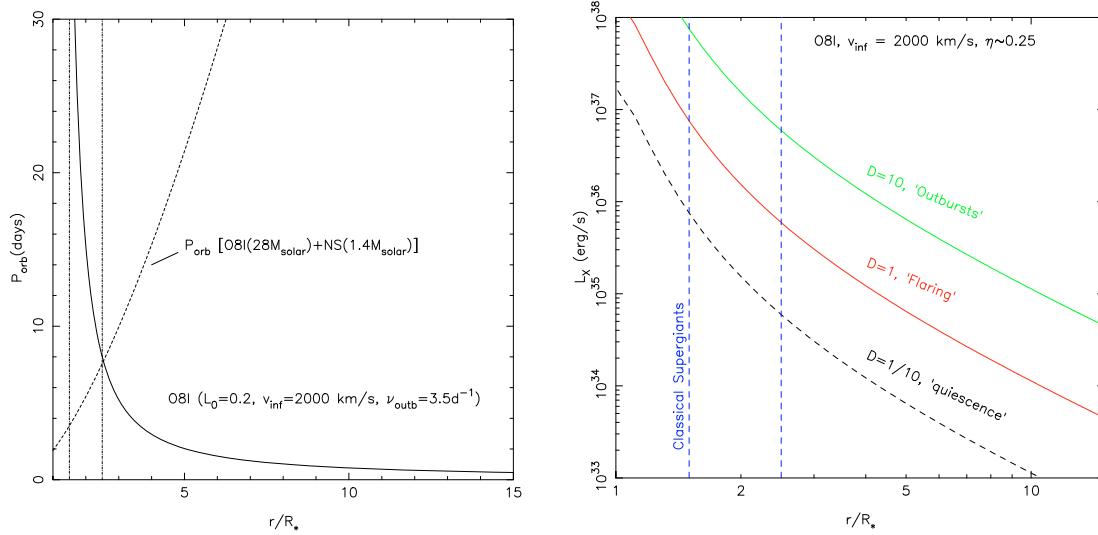 30
20
10
0
P_orb(days)
P_orb [O8I(28M_solar)+NS(1.4M_solar)]
O8I (L_0=0.2, v_inf=2000 km/s, ν_outb=3.5d^-1)
5
10
15
r/R_*
10^38
10^37
10^36
10^35
10^34
10^33
L_X (erg/s)
O8I, v_inf = 2000 km/s, η~0.25
D=10, 'Outbursts'
D=1, 'Flaring'
D=1/10, 'quiescence'
Classical Supergiants
1
2
5
10
r/R_*